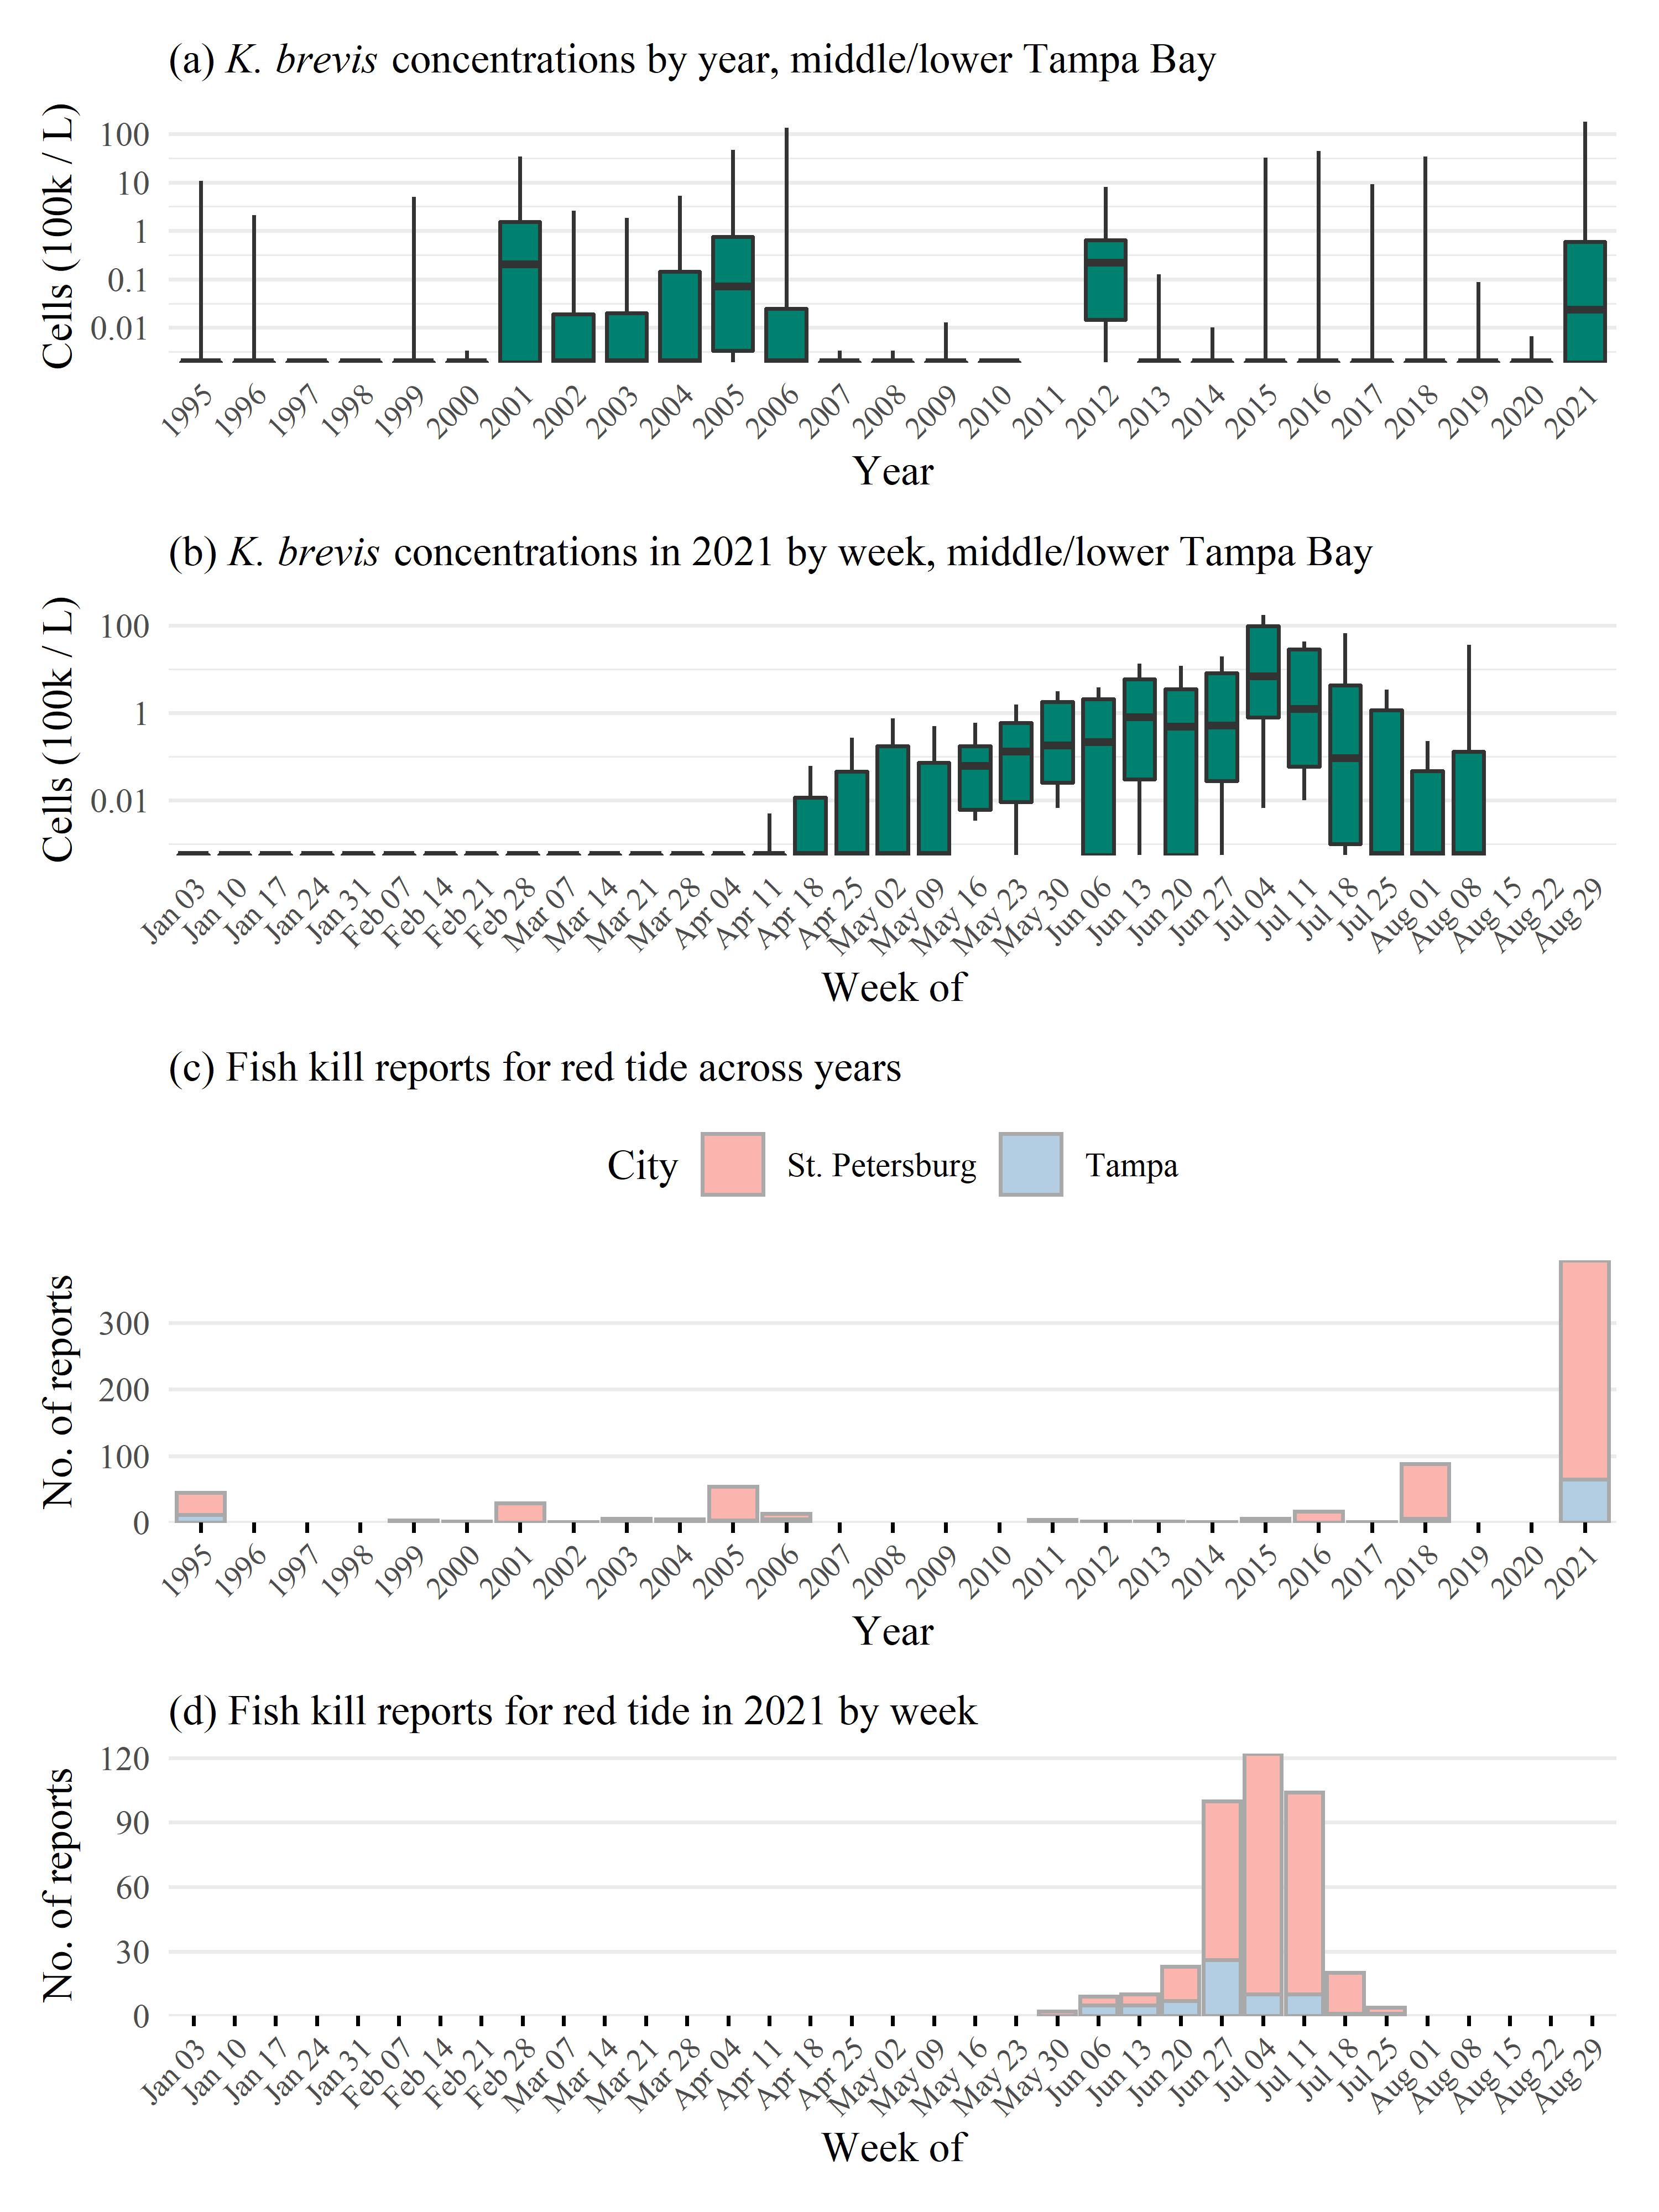 (a) K. brevis concentrations by year, middle/lower Tampa Bay
Cells (100k / L)
100
10
1
0.1
0.01
1995 1996 1997 1998 1999 2000 2001 2002 2003 2004 2005 2006 2007 2008 2009 2010 2011 2012 2013 2014 2015 2016 2017 2018 2019 2020 2021
Year
(b) K. brevis concentrations in 2021 by week, middle/lower Tampa Bay
Cells (100k / L)
100
1
0.01
Jan 03 Jan 10 Jan 17 Jan 24 Jan 31 Feb 07 Feb 14 Feb 21 Feb 28 Mar 07 Mar 14 Mar 21 Mar 28 Apr 04 Apr 11 Apr 18 Apr 25 May 02 May 09 May 16 May 23 May 30 Jun 06 Jun 13 Jun 20 Jun 27 Jul 04 Jul 11 Jul 18 Jul 25 Aug 01 Aug 08 Aug 15 Aug 22 Aug 29
Week of
(c) Fish kill reports for red tide across years
City St. Petersburg Tampa
No. of reports
300
200
100
0
1995 1996 1997 1998 1999 2000 2001 2002 2003 2004 2005 2006 2007 2008 2009 2010 2011 2012 2013 2014 2015 2016 2017 2018 2019 2020 2021
Year
(d) Fish kill reports for red tide in 2021 by week
No. of reports
120
90
60
30
0
Jan 03 Jan 10 Jan 17 Jan 24 Jan 31 Feb 07 Feb 14 Feb 21 Feb 28 Mar 07 Mar 14 Mar 21 Mar 28 Apr 04 Apr 11 Apr 18 Apr 25 May 02 May 09 May 16 May 23 May 30 Jun 06 Jun 13 Jun 20 Jun 27 Jul 04 Jul 11 Jul 18 Jul 25 Aug 01 Aug 08 Aug 15 Aug 22 Aug 29
Week of